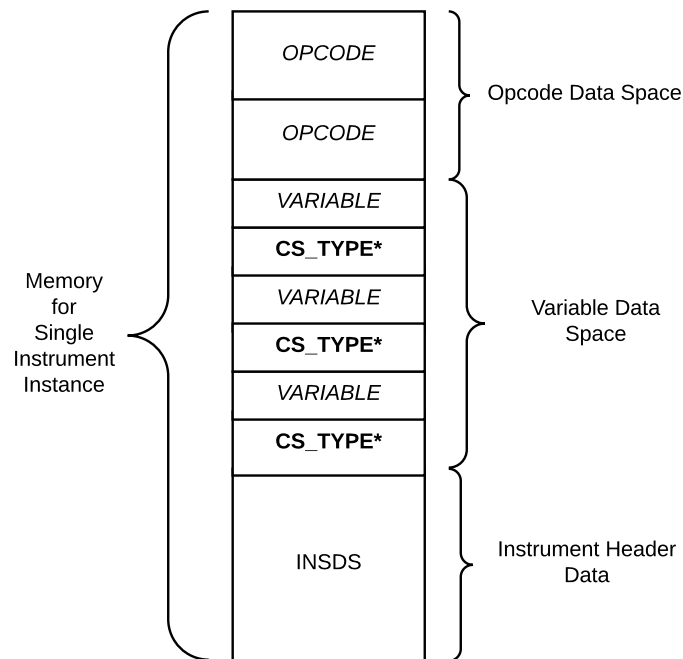 OPCODE
Opcode Data Space
OPCODE
VARIABLE
CS_TYPE*
Memory
for
Single
Instrument
Instance
VARIABLE
Variable Data
Space
CS_TYPE*
VARIABLE
CS_TYPE*
INSDS
Instrument Header
Data